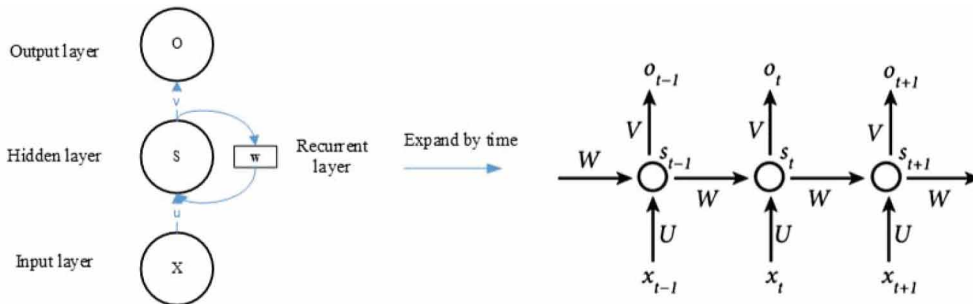 Output layer
O
V
Hidden layer
S
W
Recurrent layer
u
Input layer
X
Expand by time
o_{t-1} o_t o_{t+1}
V V V
W s_{t-1} s_t s_{t+1}
W W W
U U U
x_{t-1} x_t x_{t+1}